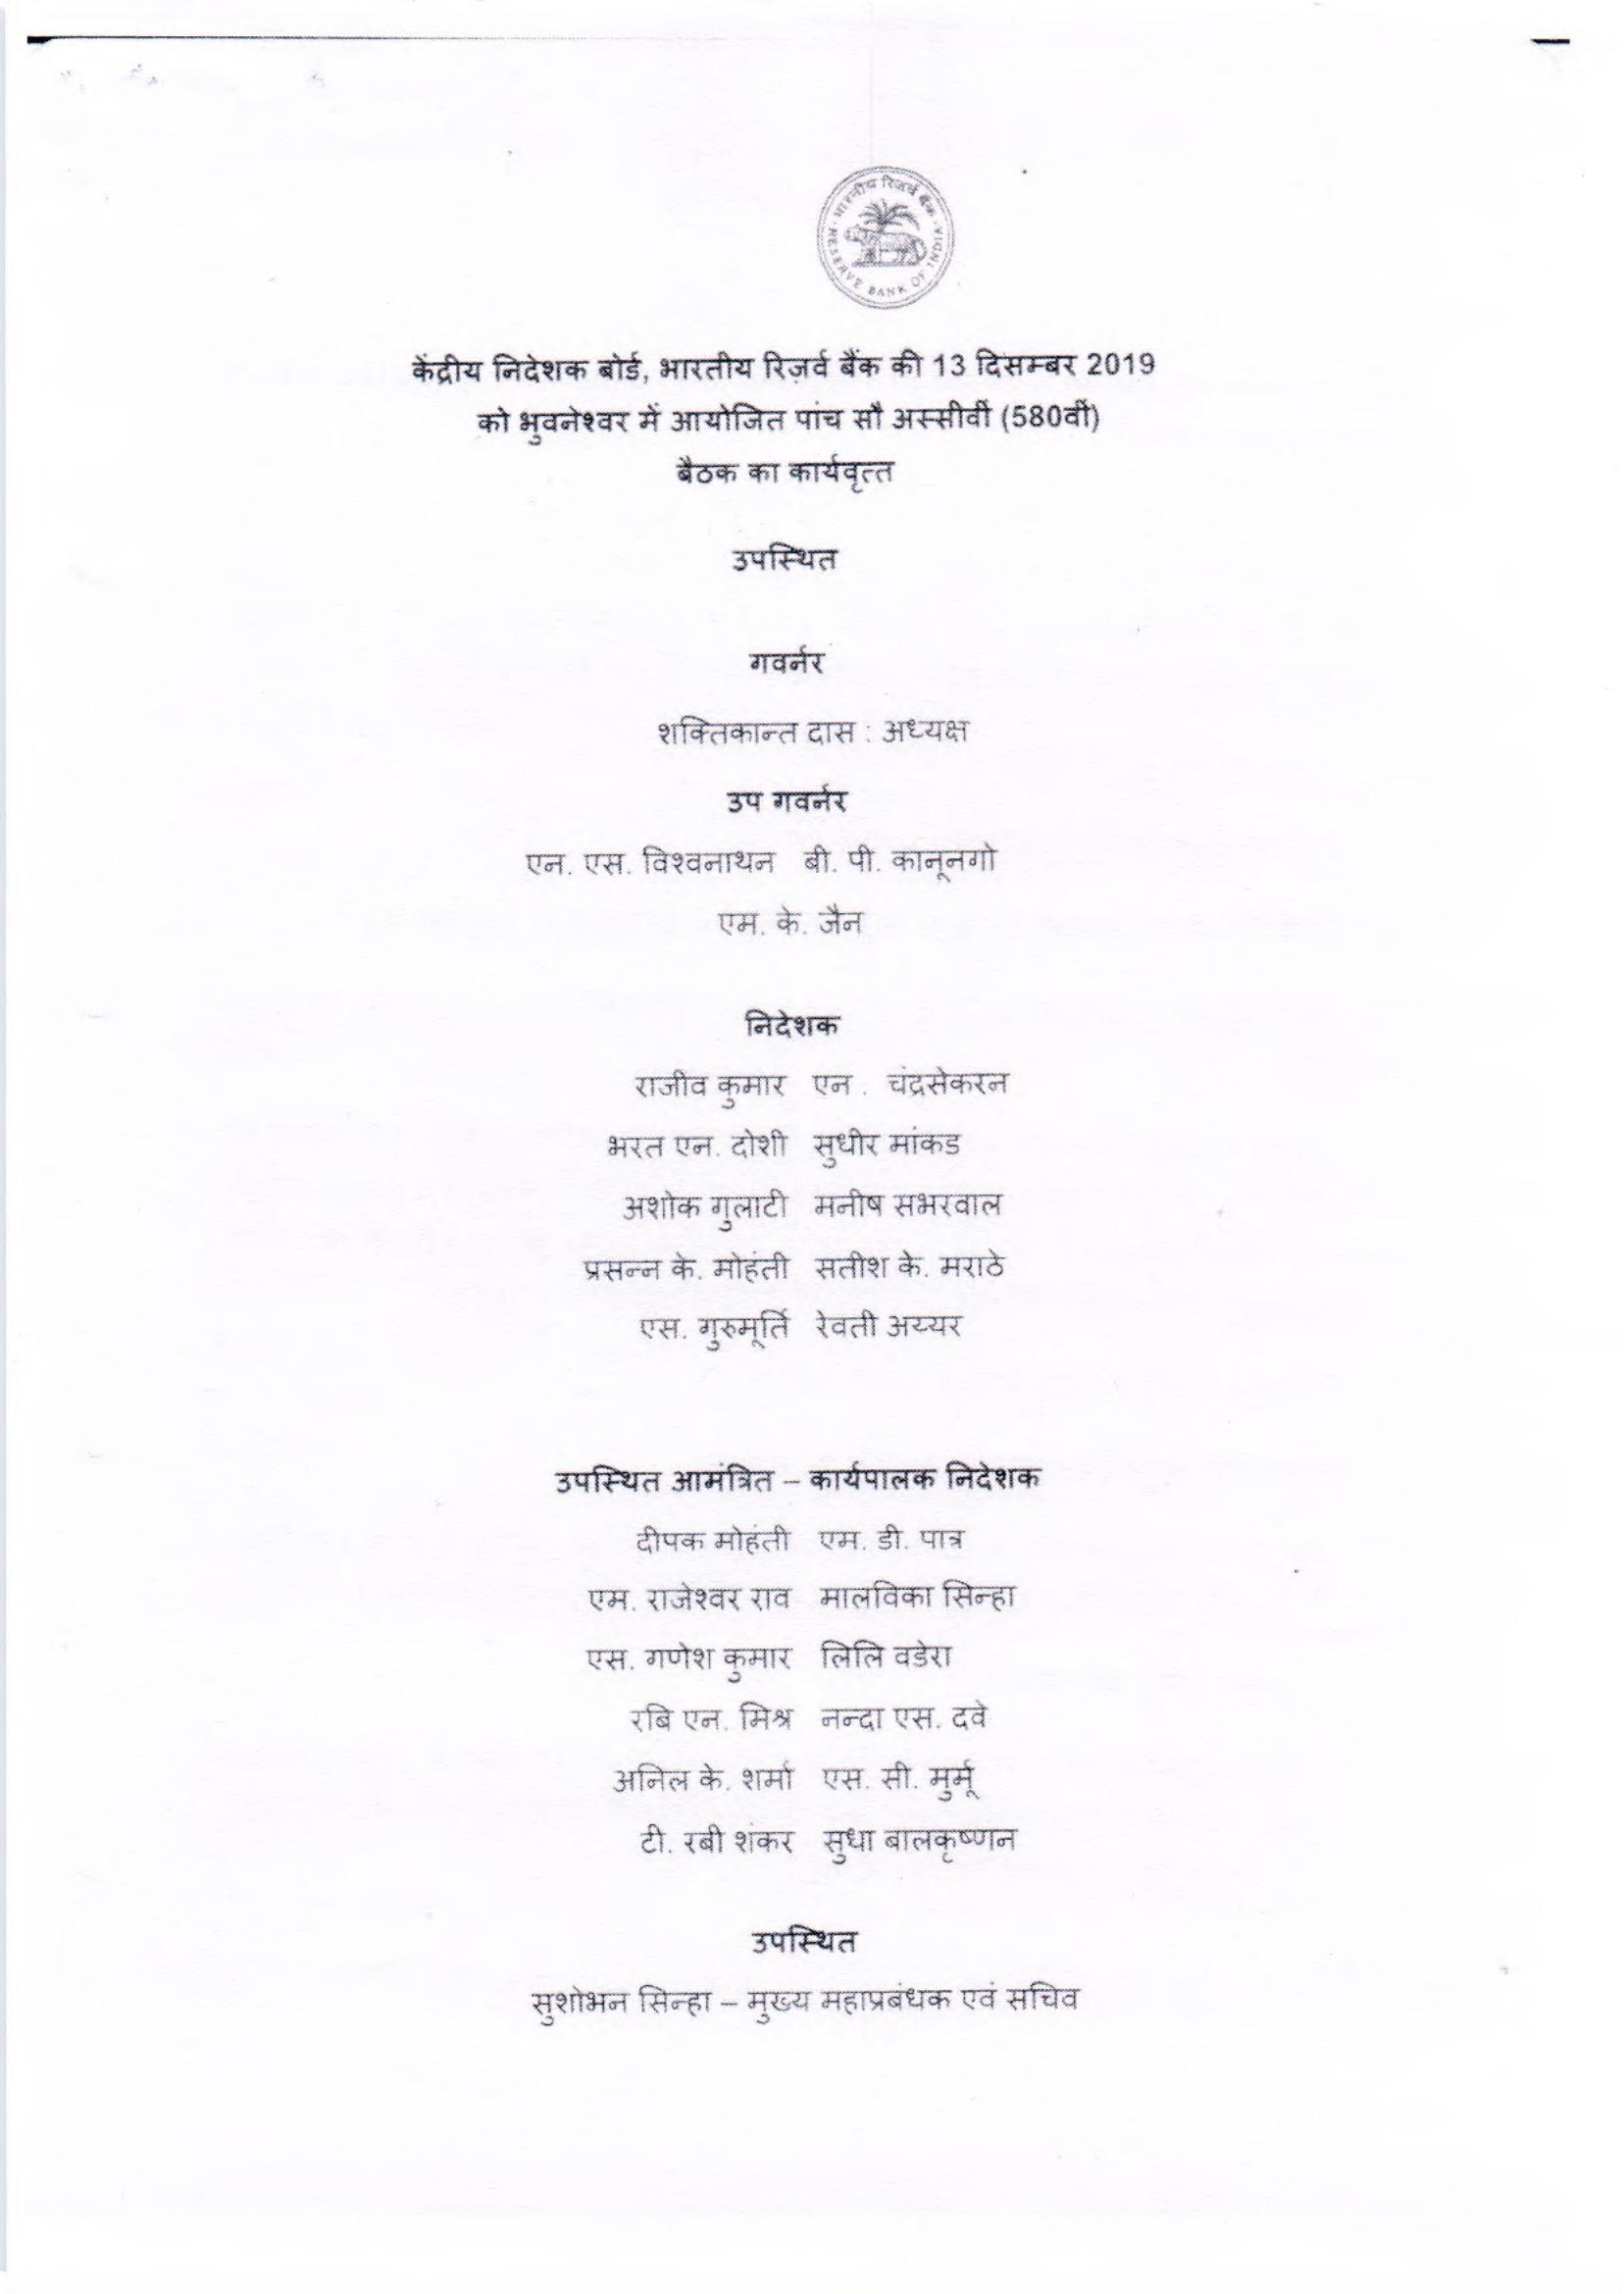 भारतीय रिज़र्व बैंक
RESERVE BANK OF INDIA
केंद्रीय निदेशक बोर्ड, भारतीय रिज़र्व बैंक की 13 दिसम्बर 2019
को भुवनेश्वर में आयोजित पांच सौ अस्सीवीं (580वीं)
बैठक का कार्यवृत्त
उपस्थित
गवर्नर
शक्तिकान्त दास : अध्यक्ष
उप गवर्नर
एन. एस. विश्वनाथन बी. पी. कानूनगो
एम. के. जैन
निदेशक
राजीव कुमार एन . चंद्रसेकरन
भरत एन. दोशी सुधीर मांकड
अशोक गुलाटी मनीष सभरवाल
प्रसन्न के. मोहंती सतीश के. मराठे
एस. गुरुमूर्ति रेवती अय्यर
उपस्थित आमंत्रित – कार्यपालक निदेशक
दीपक मोहंती एम. डी. पात्र
एम. राजेश्वर राव मालविका सिन्हा
एस. गणेश कुमार लिलि वडेरा
रबि एन. मिश्र नन्दा एस. दवे
अनिल के. शर्मा एस. सी. मुर्मू
टी. रबी शंकर सुधा बालकृष्णन
उपस्थित
सुशोभन सिन्हा – मुख्य महाप्रबंधक एवं सचिव